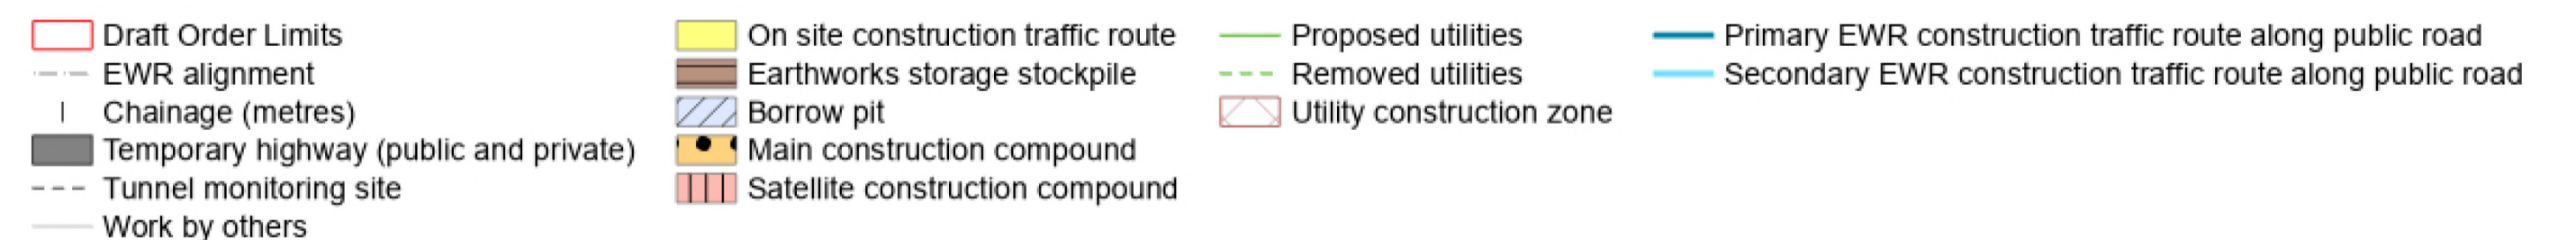 Draft Order Limits
EWR alignment
Chainage (metres)
Temporary highway (public and private)
Tunnel monitoring site
Work by others
On site construction traffic route
Earthworks storage stockpile
Borrow pit
Main construction compound
Satellite construction compound
Proposed utilities
Removed utilities
Utility construction zone
Primary EWR construction traffic route along public road
Secondary EWR construction traffic route along public road